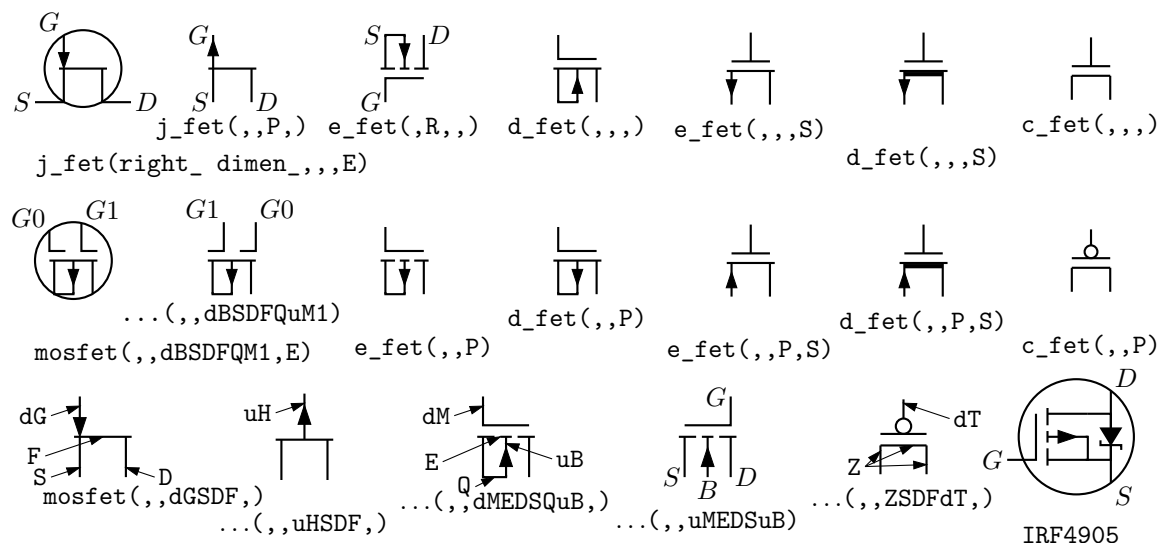 G G S D
S D S D G
j_fet(,,P,) e_fet(,R,,) d_fet(,,,) e_fet(,,,S) d_fet(,,,S) c_fet(,,,)
j_fet(right_ dimen_,,,E)
G0 G1 G1 G0
...(,,dBSDFQuM1)
mosfet(,,dBSDFQM1,E) e_fet(,,P) d_fet(,,P) e_fet(,,P,S) d_fet(,,P,S) c_fet(,,P)
dG uH dM G dT D
F E uB
S D Q S B D Z G S
mosfet(,,dGSDF,) ...(,,uHSDF,) ...(,,dMEDSQuB,) ...(,,uMEDSuB) ...(,,ZSDFdT,)
IRF4905